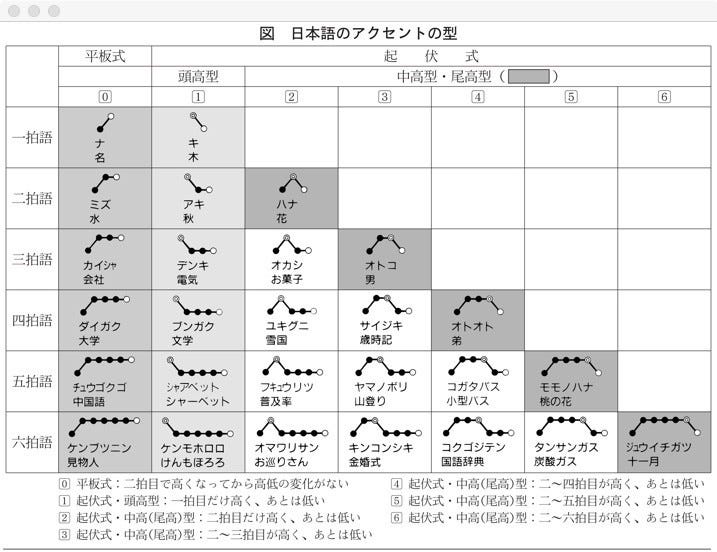 図　日本語のアクセントの型
平板式　起伏式
頭高型　中高型・尾高型（　）
0　1　2　3　4　5　6
一拍語
ナ　キ
名　木
二拍語
ミズ　アキ　ハナ
水　秋　花
三拍語
カイシャ　デンキ　オカシ　オトコ
会社　電気　お菓子　男
四拍語
ダイガク　ブンガク　ユキグニ　サイジキ　オトオト
大学　文学　雪国　歳時記　弟
五拍語
チュウゴクゴ　シャアベット　フキュウリツ　ヤマノボリ　コガタバス　モモノハナ
中国語　シャーベット　普及率　山登り　小型バス　桃の花
六拍語
ケンブツニン　ケンモホロロ　オマワリサン　キンコンシキ　コクゴジテン　タンサンガス　ジュウイチガツ
見物人　けんもほろろ　お巡りさん　金婚式　国語辞典　炭酸ガス　十一月
0 平板式：二拍目で高くなってから高低の変化がない
1 起伏式・頭高型：一拍目だけ高く、あとは低い
2 起伏式・中高(尾高)型：二拍目だけ高く、あとは低い
3 起伏式・中高(尾高)型：二〜三拍目が高く、あとは低い
4 起伏式・中高(尾高)型：二〜四拍目が高く、あとは低い
5 起伏式・中高(尾高)型：二〜五拍目が高く、あとは低い
6 起伏式・中高(尾高)型：二〜六拍目が高く、あとは低い